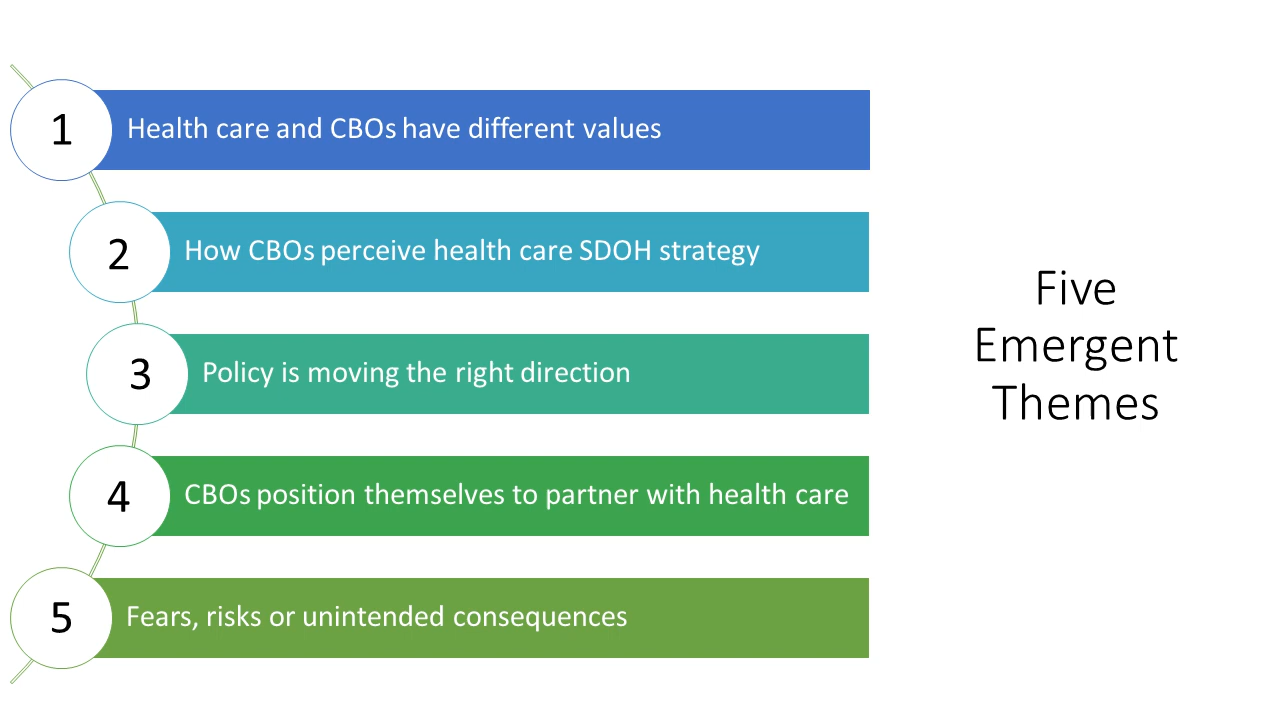 1
Health care and CBOs have different values
2
How CBOs perceive health care SDOH strategy
3
Policy is moving the right direction
4
CBOs position themselves to partner with health care
5
Fears, risks or unintended consequences
Five
Emergent
Themes